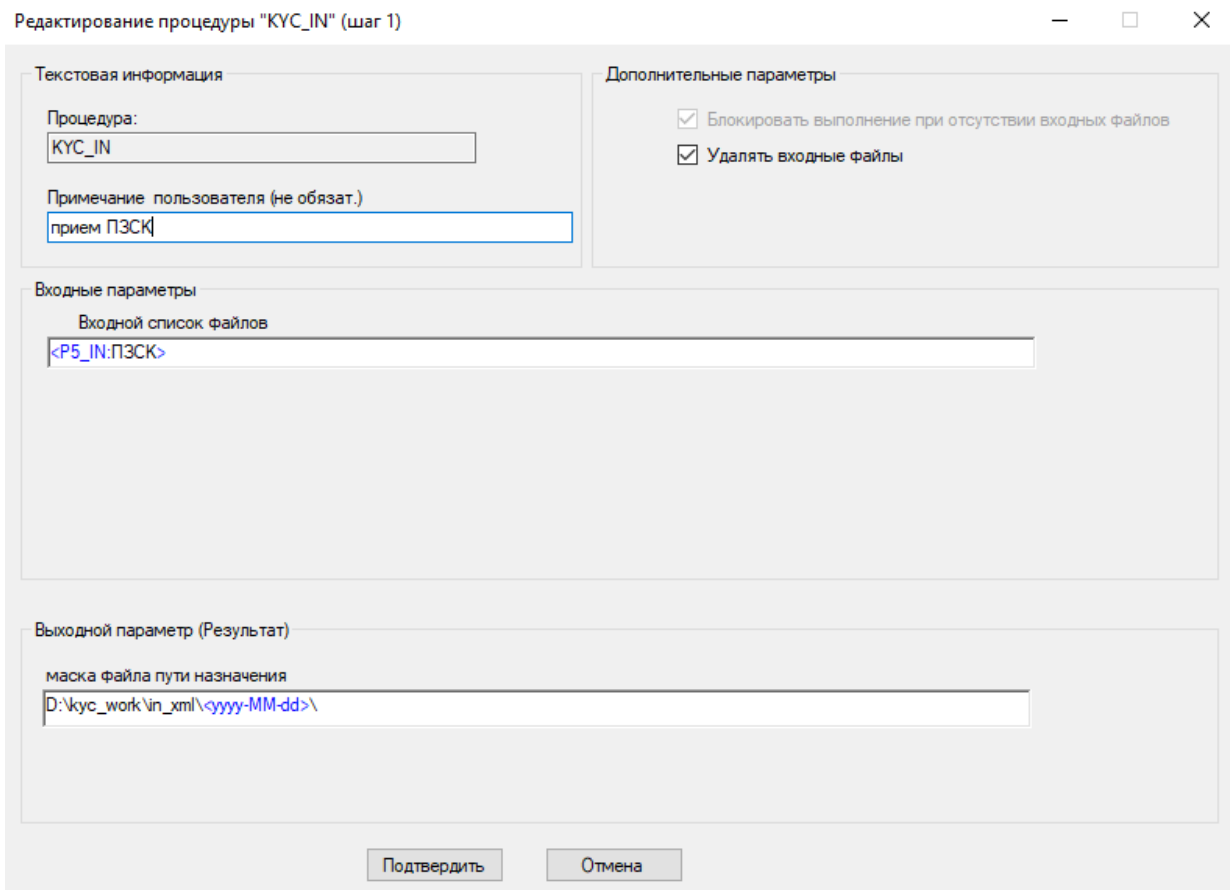 Редактирование процедуры "KYC_IN" (шаг 1)
Текстовая информация
Процедура:
KYC_IN
Примечание пользователя (не обязат.)
прием ПЗСК
Дополнительные параметры
Блокировать выполнение при отсутствии входных файлов
Удалять входные файлы
Входные параметры
Входной список файлов
<P5_IN:ПЗСК>
Выходной параметр (Результат)
маска файла пути назначения
D:\kyc_work\in_xml\<yyyy-MM-dd>\
Подтвердить Отмена